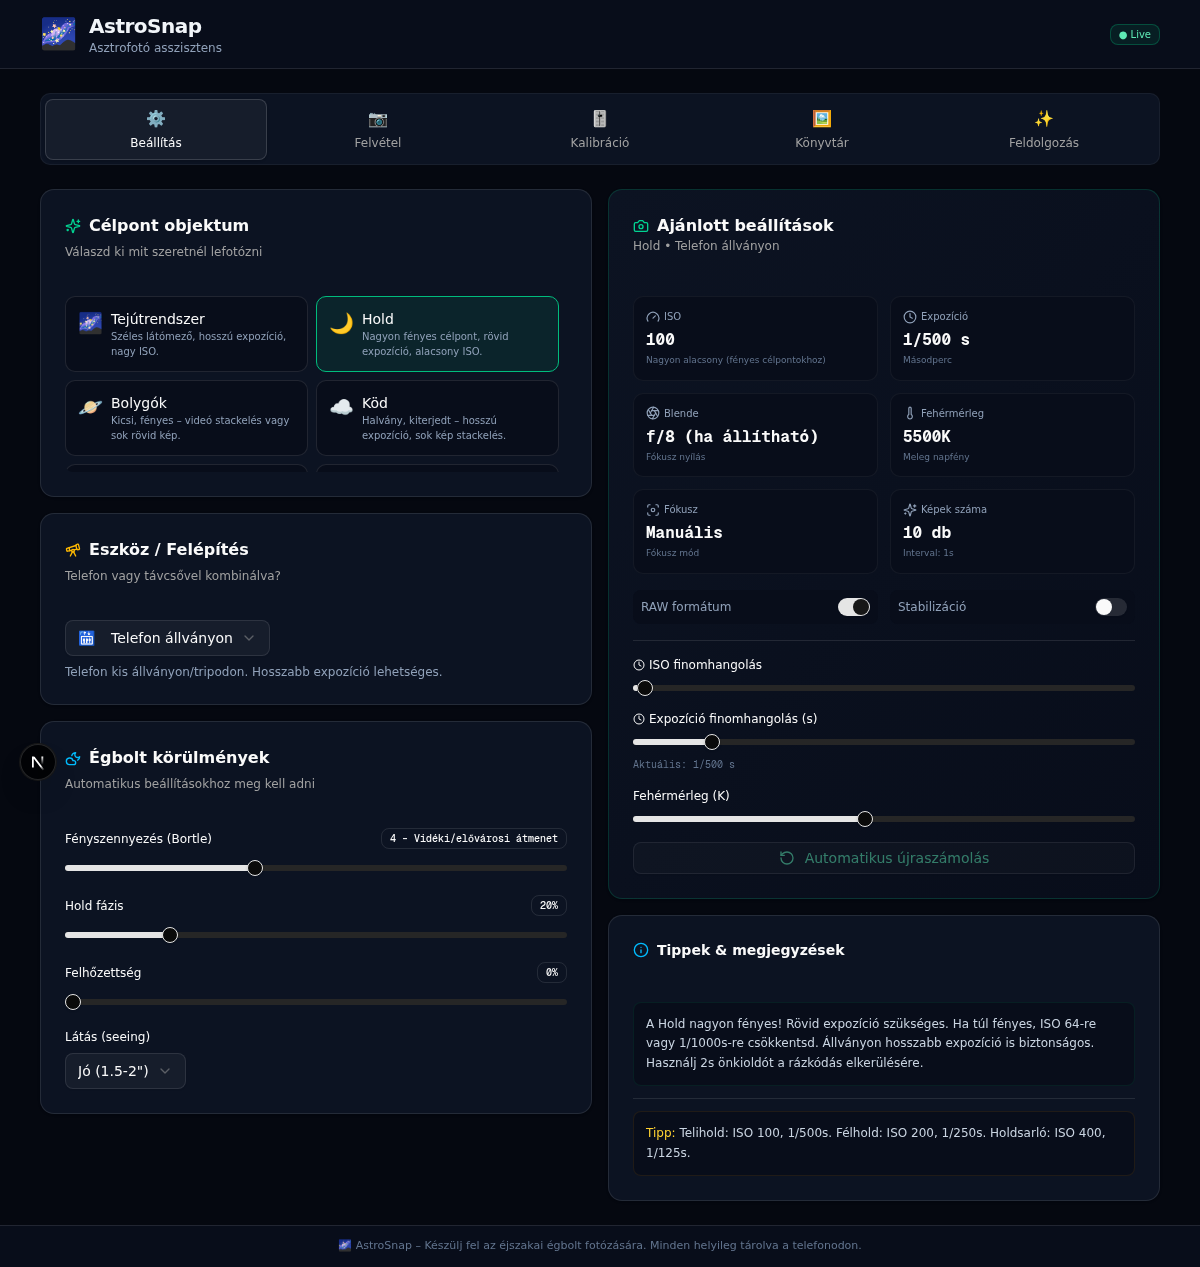 AstroSnap
Asztrofotó asszisztens
Live
Beállítás
Felvétel
Kalibráció
Könyvtár
Feldolgozás
Célpont objektum
Válaszd ki mit szeretnél lefotózni
Tejútrendszer
Széles látómező, hosszú expozíció,
nagy ISO.
Hold
Nagyon fényes célpont, rövid
expozíció, alacsony ISO.
Bolygók
Kicsi, fényes – videó stackelés vagy
sok rövid kép.
Köd
Halvány, kiterjedt – hosszú
expozíció, sok kép stackelés.
Eszköz / Felépítés
Telefon vagy távcsővel kombinálva?
Telefon állványon
Telefon kis állványon/tripodon. Hosszabb expozíció lehetséges.
N
Égbolt körülmények
Automatikus beállításokhoz meg kell adni
Fényszennyezés (Bortle)
4 – Vidéki/elővárosi átmenet
Hold fázis
20%
Felhőzettség
0%
Látás (seeing)
Jó (1.5-2")
Ajánlott beállítások
Hold • Telefon állványon
ISO
100
Nagyon alacsony (fényes célpontokhoz)
Expozíció
1/500 s
Másodperc
Blende
f/8 (ha állítható)
Fókusz nyílás
Fehérmérleg
5500K
Meleg napfény
Fókusz
Manuális
Fókusz mód
Képek száma
10 db
Interval: 1s
RAW formátum
Stabilizáció
ISO finomhangolás
Expozíció finomhangolás (s)
Aktuális: 1/500 s
Fehérmérleg (K)
Automatikus újraszámolás
Tippek & megjegyzések
A Hold nagyon fényes! Rövid expozíció szükséges. Ha túl fényes, ISO 64-re
vagy 1/1000s-re csökkentsd. Állványon hosszabb expozíció is biztonságos.
Használj 2s önkioldót a rázkódás elkerülésére.
Tipp: Telihold: ISO 100, 1/500s. Félhold: ISO 200, 1/250s. Holdsarló: ISO 400,
1/125s.
AstroSnap – Készülj fel az éjszakai égbolt fotózására. Minden helyileg tárolva a telefonodon.